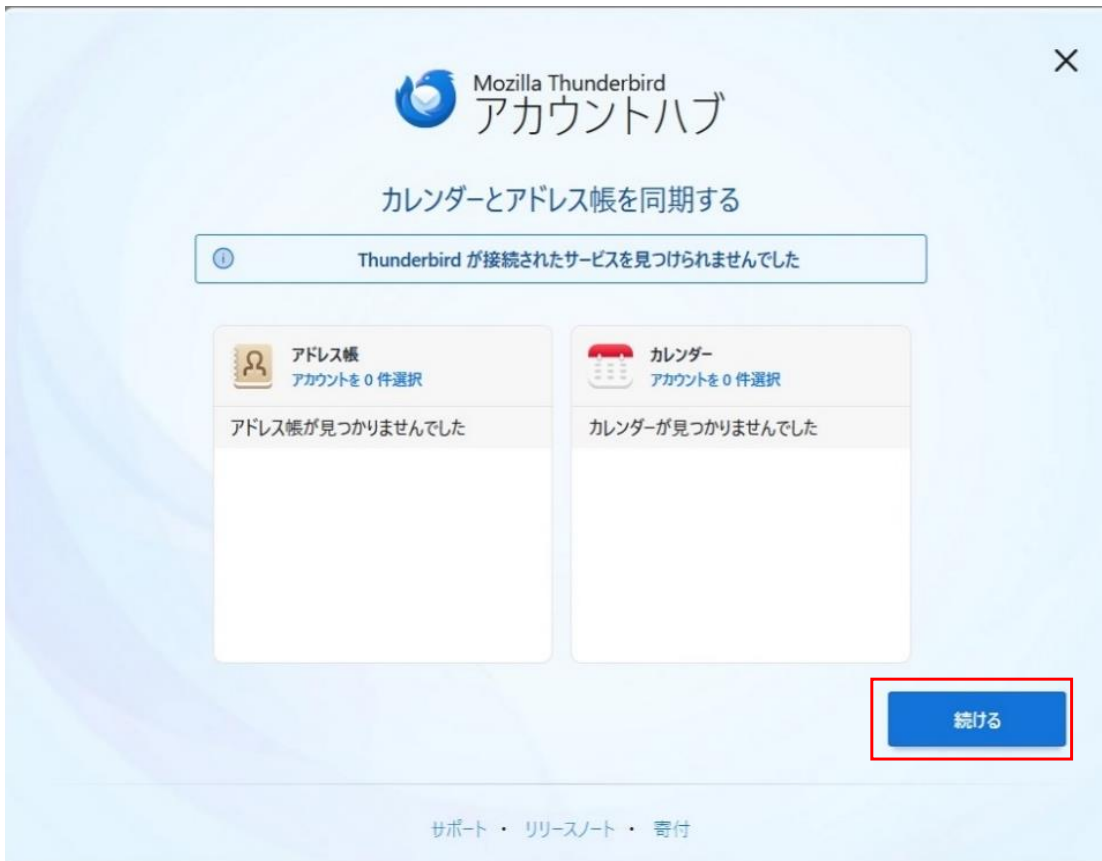 Mozilla Thunderbird
アカウントハブ
カレンダーとアドレス帳を同期する
Thunderbird が接続されたサービスを見つけられませんでした
アドレス帳
アカウントを 0 件選択
アドレス帳が見つかりませんでした
カレンダー
アカウントを 0 件選択
カレンダーが見つかりませんでした
続ける
サポート ・ リリースノート ・ 寄付